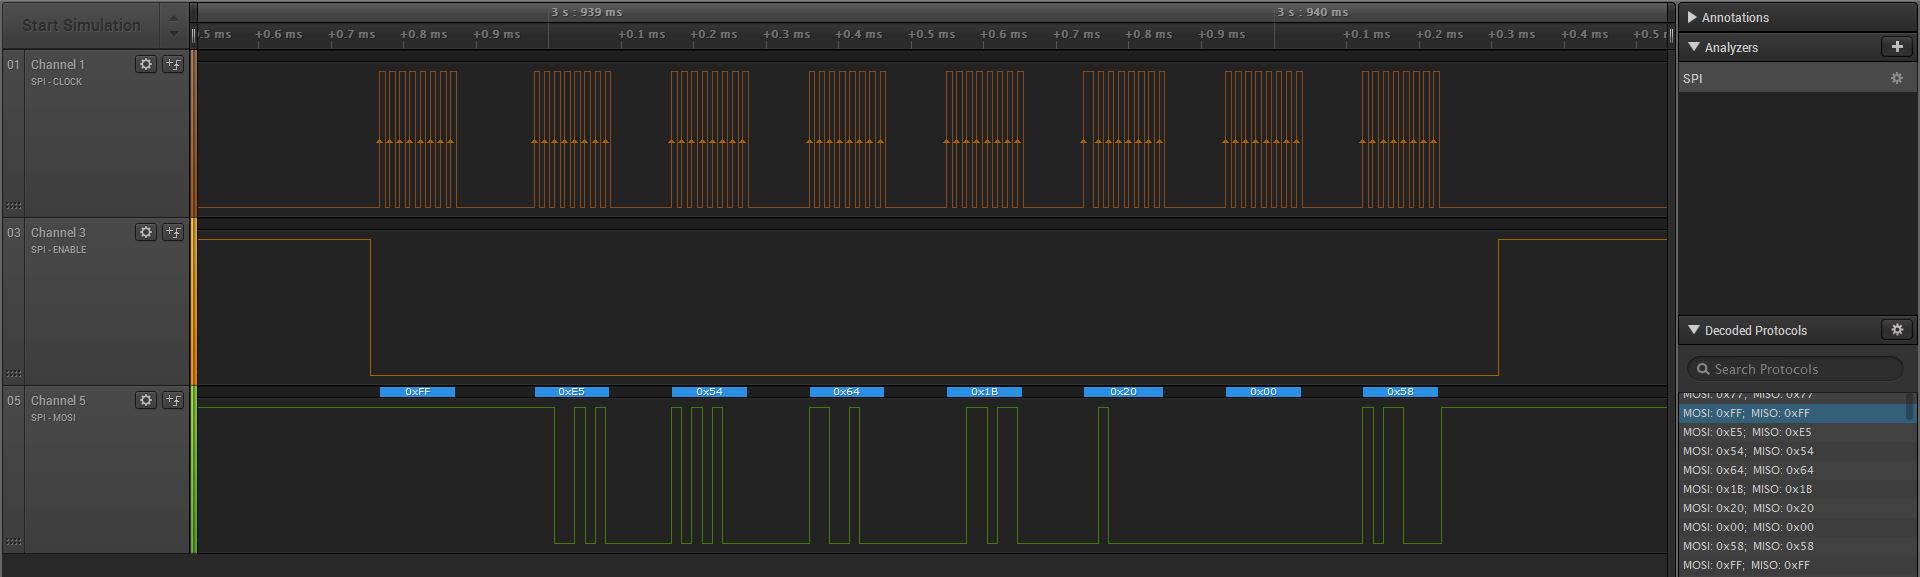 Start Simulation
3 s : 939 ms
3 s : 940 ms
.5 ms +0.6 ms +0.7 ms +0.8 ms +0.9 ms +0.1 ms +0.2 ms +0.3 ms +0.4 ms +0.5 ms +0.6 ms +0.7 ms +0.8 ms +0.9 ms +0.1 ms +0.2 ms +0.3 ms +0.4 ms +0.5
01 Channel 1
SPI - CLOCK
03 Channel 3
SPI - ENABLE
0xFF 0xE5 0x54 0x64 0x1B 0x20 0x00 0x58
05 Channel 5
SPI - MOSI
Annotations
Analyzers
SPI
Decoded Protocols
Search Protocols
MOSI: 0x77; MISO: 0x77
MOSI: 0xFF; MISO: 0xFF
MOSI: 0xE5; MISO: 0xE5
MOSI: 0x54; MISO: 0x54
MOSI: 0x64; MISO: 0x64
MOSI: 0x1B; MISO: 0x1B
MOSI: 0x20; MISO: 0x20
MOSI: 0x00; MISO: 0x00
MOSI: 0x58; MISO: 0x58
MOSI: 0xFF; MISO: 0xFF